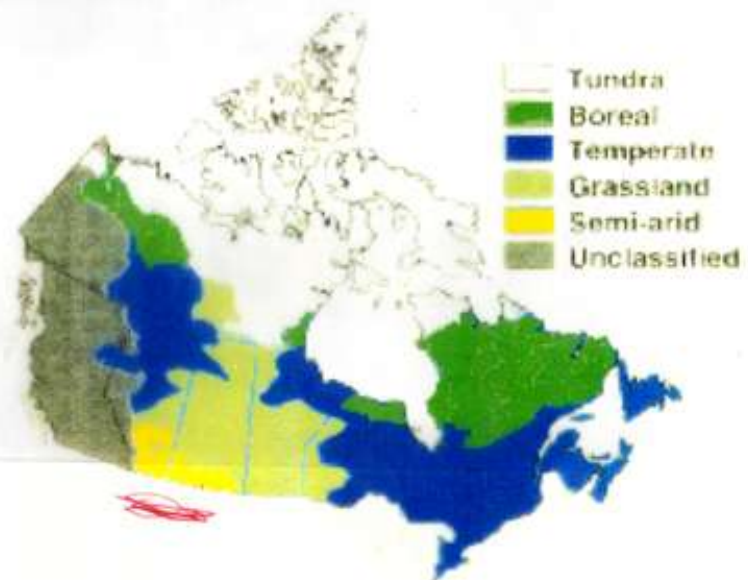 Tundra
Boreal
Temperate
Grassland
Semi-arid
Unclassified